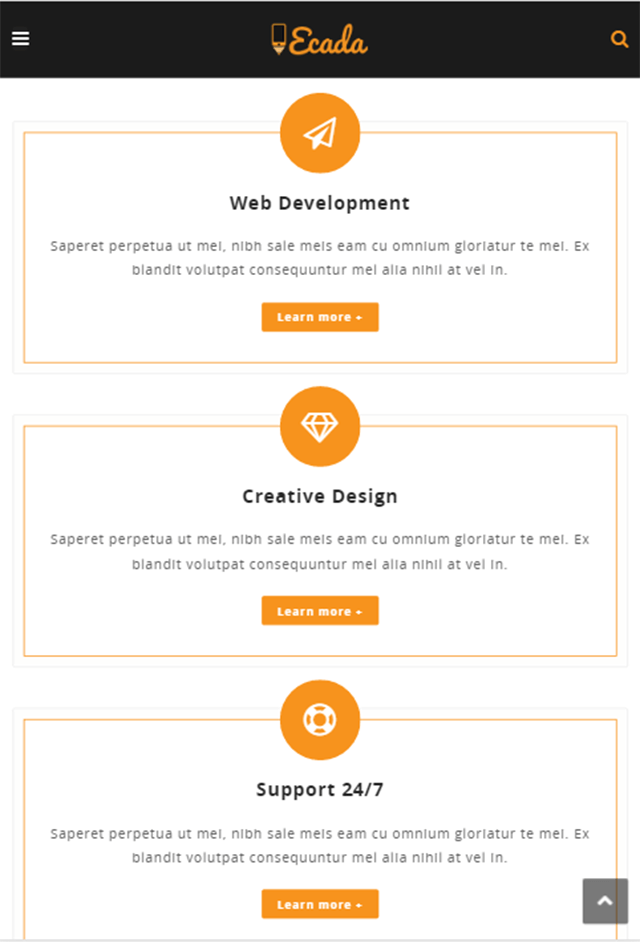 Ecada
Web Development
Saperet perpetua ut mel, nibh sale meis eam cu omnium gloriatur te mel. Ex
blandit volutpat consequuntur mel alia nihil at vel in.
Learn more +
Creative Design
Saperet perpetua ut mel, nibh sale meis eam cu omnium gloriatur te mel. Ex
blandit volutpat consequuntur mel alia nihil at vel in.
Learn more +
Support 24/7
Saperet perpetua ut mel, nibh sale meis eam cu omnium gloriatur te mel. Ex
blandit volutpat consequuntur mel alia nihil at vel in.
Learn more +